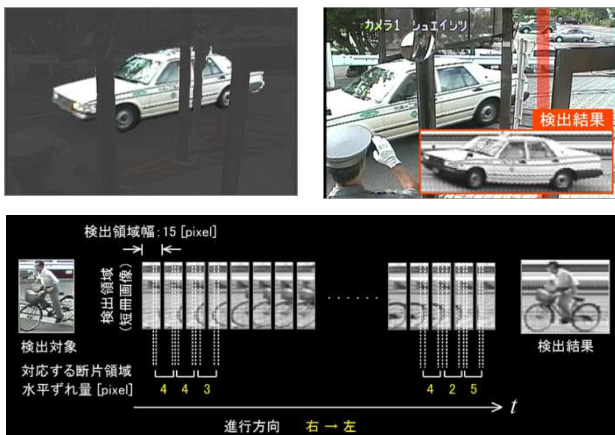 カメラ1 シュエイシツ
検出結果
検出領域幅:15 [pixel]
検出領域
(短冊画像)
検出対象
検出結果
対応する断片領域
水平ずれ量 [pixel]
4 4 3 4 2 5
t
進行方向 右 → 左